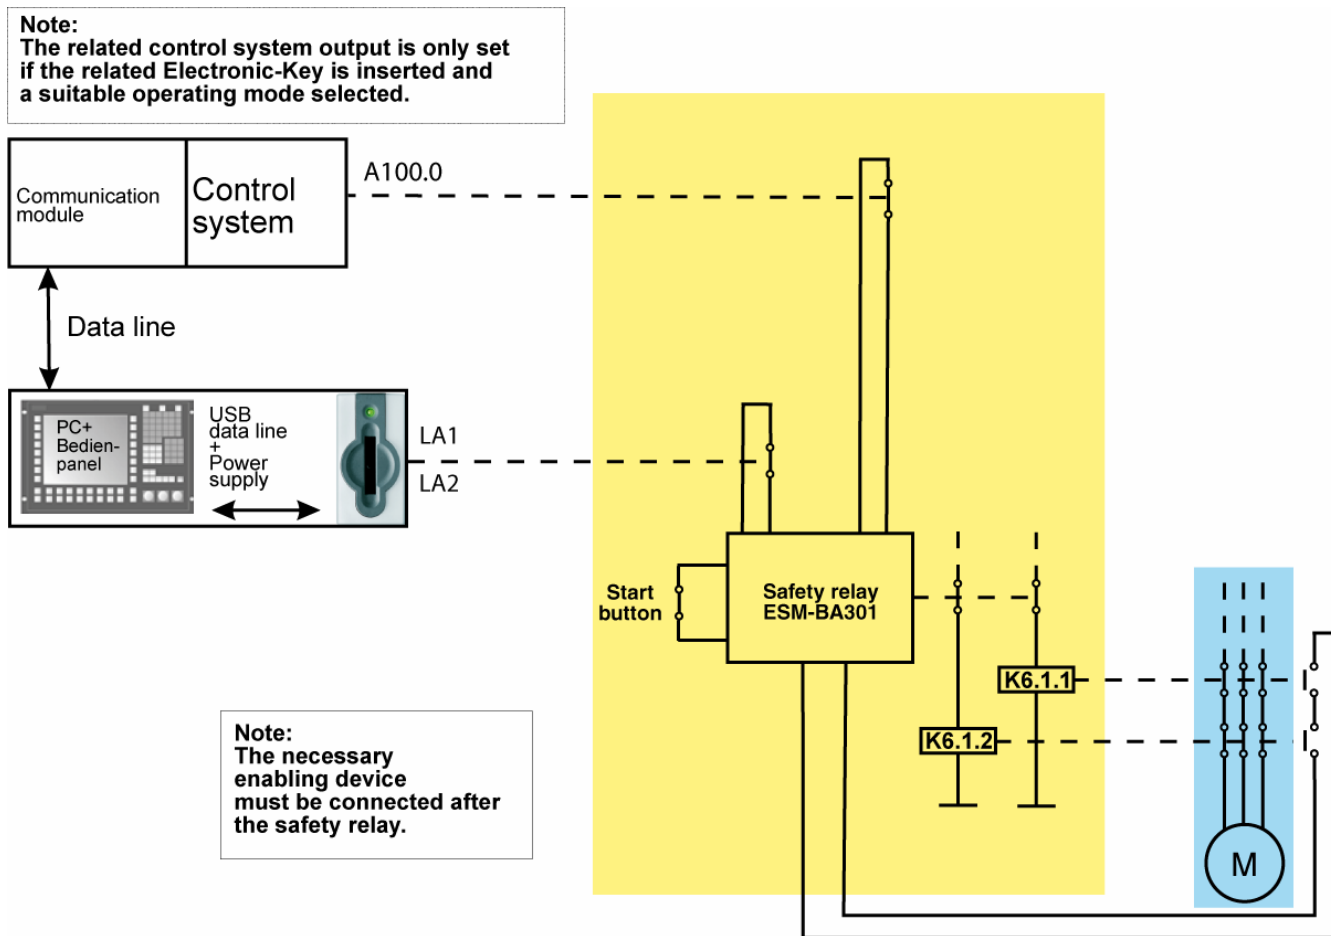 Note:
The related control system output is only set
if the related Electronic-Key is inserted and
a suitable operating mode selected.
Communication
module
Control
system
A100.0
Data line
PC+
Bedien-
panel
USB
data line
+
Power
supply
LA1
LA2
Start
button
Safety relay
ESM-BA301
K6.1.1
K6.1.2
M
Note:
The necessary
enabling device
must be connected after
the safety relay.